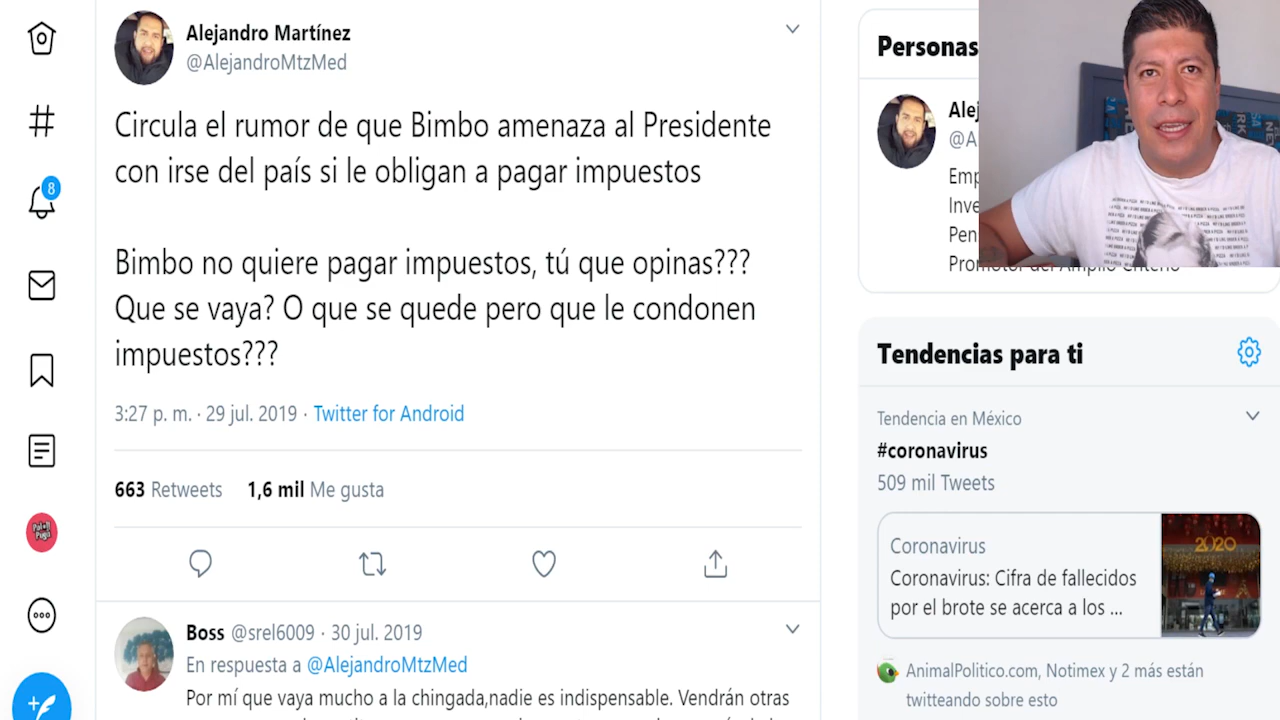 Alejandro Martínez
@AlejandroMtzMed
Circula el rumor de que Bimbo amenaza al Presidente
con irse del país si le obligan a pagar impuestos
Bimbo no quiere pagar impuestos, tú que opinas???
Que se vaya? O que se quede pero que le condonen
impuestos???
3:27 p. m. · 29 jul. 2019 · Twitter for Android
663 Retweets 1,6 mil Me gusta
Boss @srel6009 · 30 jul. 2019
En respuesta a @AlejandroMtzMed
Por mí que vaya mucho a la chingada,nadie es indispensable. Vendrán otras
8
Personas
Alej
@A
Emp
Inve
Pen
Promotor del Amplio Criterio
Tendencias para ti
Tendencia en México
#coronavirus
509 mil Tweets
Coronavirus
Coronavirus: Cifra de fallecidos
por el brote se acerca a los ...
2020
AnimalPolitico.com, Notimex y 2 más están
twitteando sobre esto